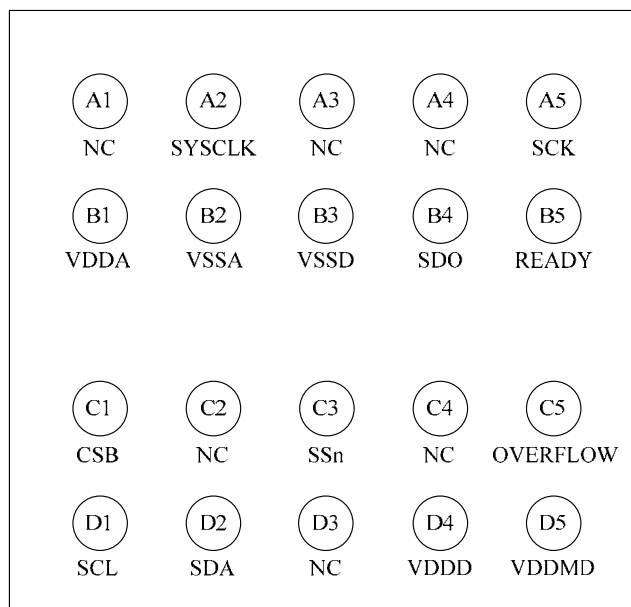 A1 A2 A3 A4 A5
NC SYSCLK NC NC SCK
B1 B2 B3 B4 B5
VDDA VSSA VSSD SDO READY
C1 C2 C3 C4 C5
CSB NC SSn NC OVERFLOW
D1 D2 D3 D4 D5
SCL SDA NC VDDD VDDMD